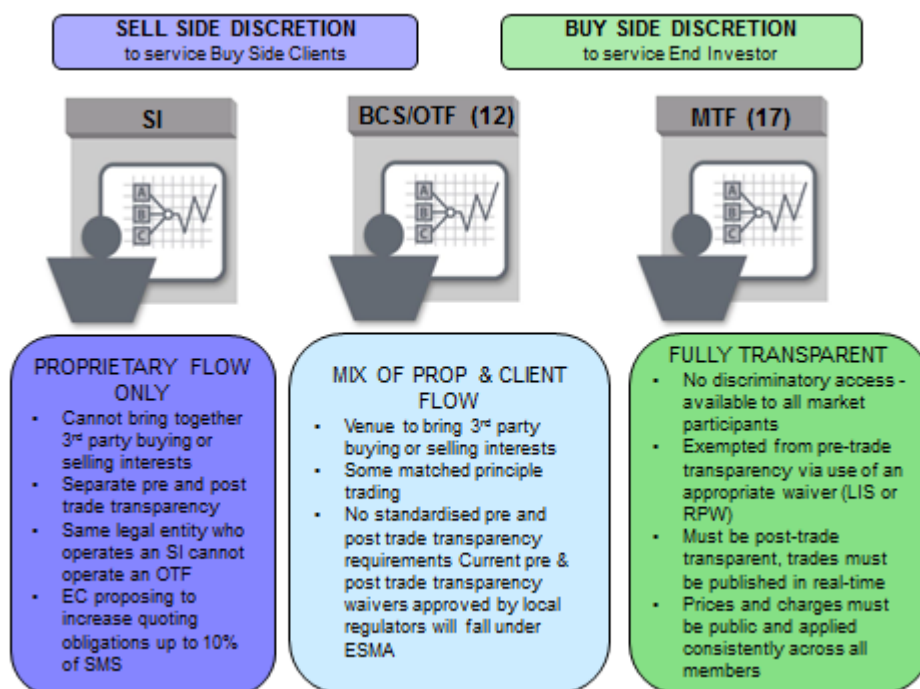 SELL SIDE DISCRETION
to service Buy Side Clients
BUY SIDE DISCRETION
to service End Investor
SI
BCS/OTF (12)
MTF (17)
A
B
C
A
B
C
A
B
C
PROPRIETARY FLOW
ONLY
• Cannot bring together
3rd party buying or
selling interests
• Separate pre and post
trade transparency
• Same legal entity who
operates an SI cannot
operate an OTF
• EC proposing to
increase quoting
obligations up to 10%
of SMS
MIX OF PROP & CLIENT
FLOW
• Venue to bring 3rd party
buying or selling interests
• Some matched principle
trading
• No standardised pre and
post trade transparency
requirements Current pre &
post trade transparency
waivers approved by local
regulators will fall under
ESMA
FULLY TRANSPARENT
• No discriminatory access -
available to all market
participants
• Exempted from pre-trade
transparency via use of an
appropriate waiver (LIS or
RPW)
• Must be post-trade
transparent, trades must
be published in real-time
• Prices and charges must
be public and applied
consistently across all
members